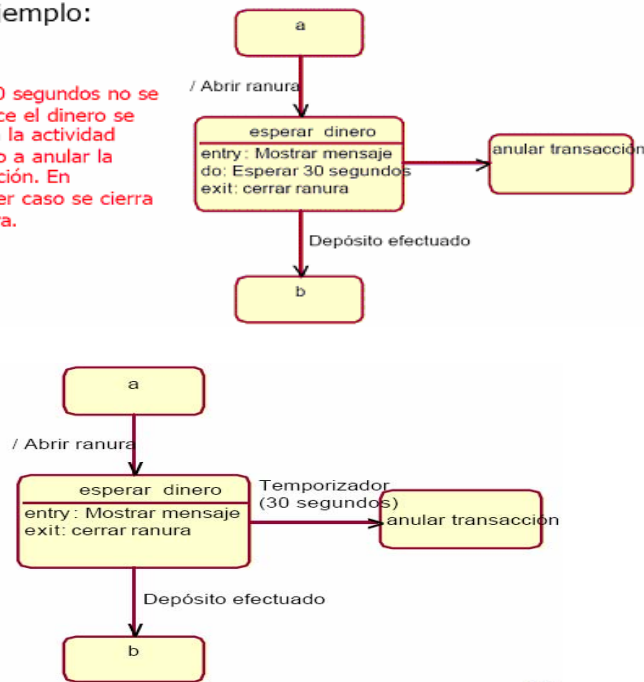 jemplo:
0 segundos no se
ce el dinero se
la actividad
o a anular la
ción. En
er caso se cierra
ra.
a
/ Abrir ranura
esperar dinero
entry: Mostrar mensaje
do: Esperar 30 segundos
exit: cerrar ranura
anular transacción
Depósito efectuado
b
a
/ Abrir ranura
esperar dinero
entry: Mostrar mensaje
exit: cerrar ranura
Temporizador
(30 segundos)
anular transacción
Depósito efectuado
b